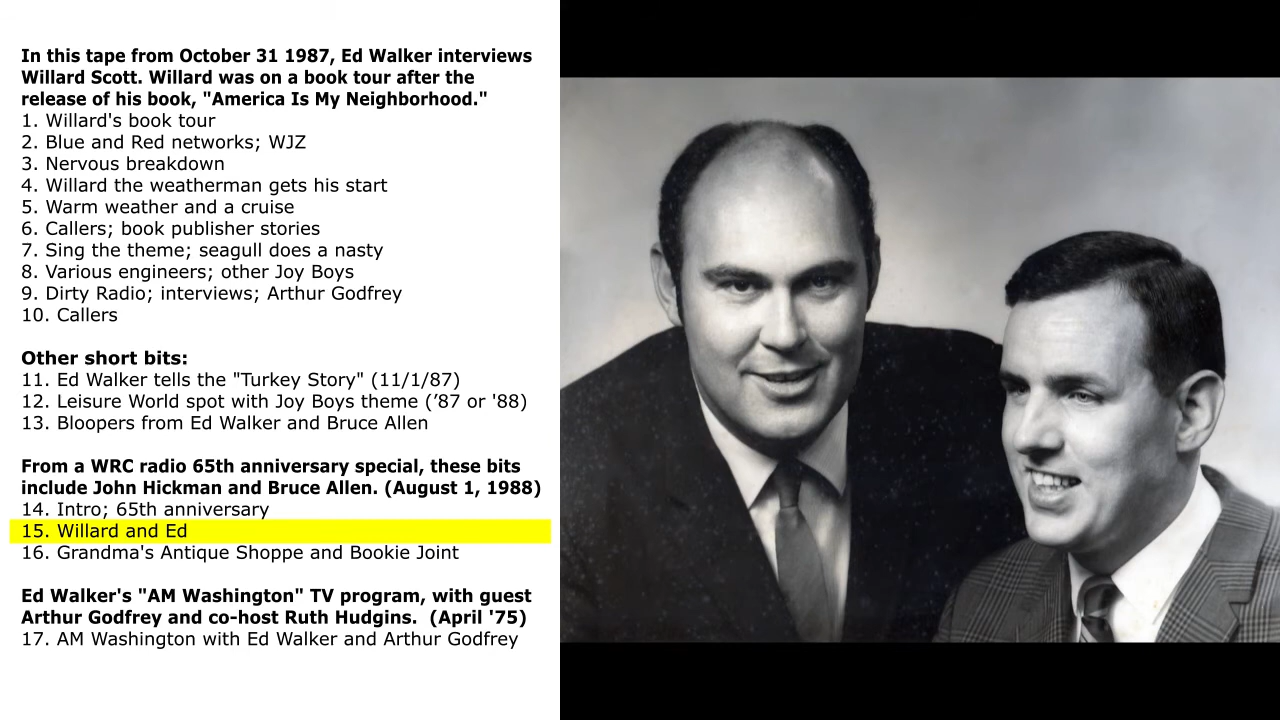 In this tape from October 31 1987, Ed Walker interviews
Willard Scott. Willard was on a book tour after the
release of his book, "America Is My Neighborhood."
1. Willard's book tour
2. Blue and Red networks; WJZ
3. Nervous breakdown
4. Willard the weatherman gets his start
5. Warm weather and a cruise
6. Callers; book publisher stories
7. Sing the theme; seagull does a nasty
8. Various engineers; other Joy Boys
9. Dirty Radio; interviews; Arthur Godfrey
10. Callers
Other short bits:
11. Ed Walker tells the "Turkey Story" (11/1/87)
12. Leisure World spot with Joy Boys theme (’87 or '88)
13. Bloopers from Ed Walker and Bruce Allen
From a WRC radio 65th anniversary special, these bits
include John Hickman and Bruce Allen. (August 1, 1988)
14. Intro; 65th anniversary
15. Willard and Ed
16. Grandma's Antique Shoppe and Bookie Joint
Ed Walker's "AM Washington" TV program, with guest
Arthur Godfrey and co-host Ruth Hudgins.  (April '75)
17. AM Washington with Ed Walker and Arthur Godfrey